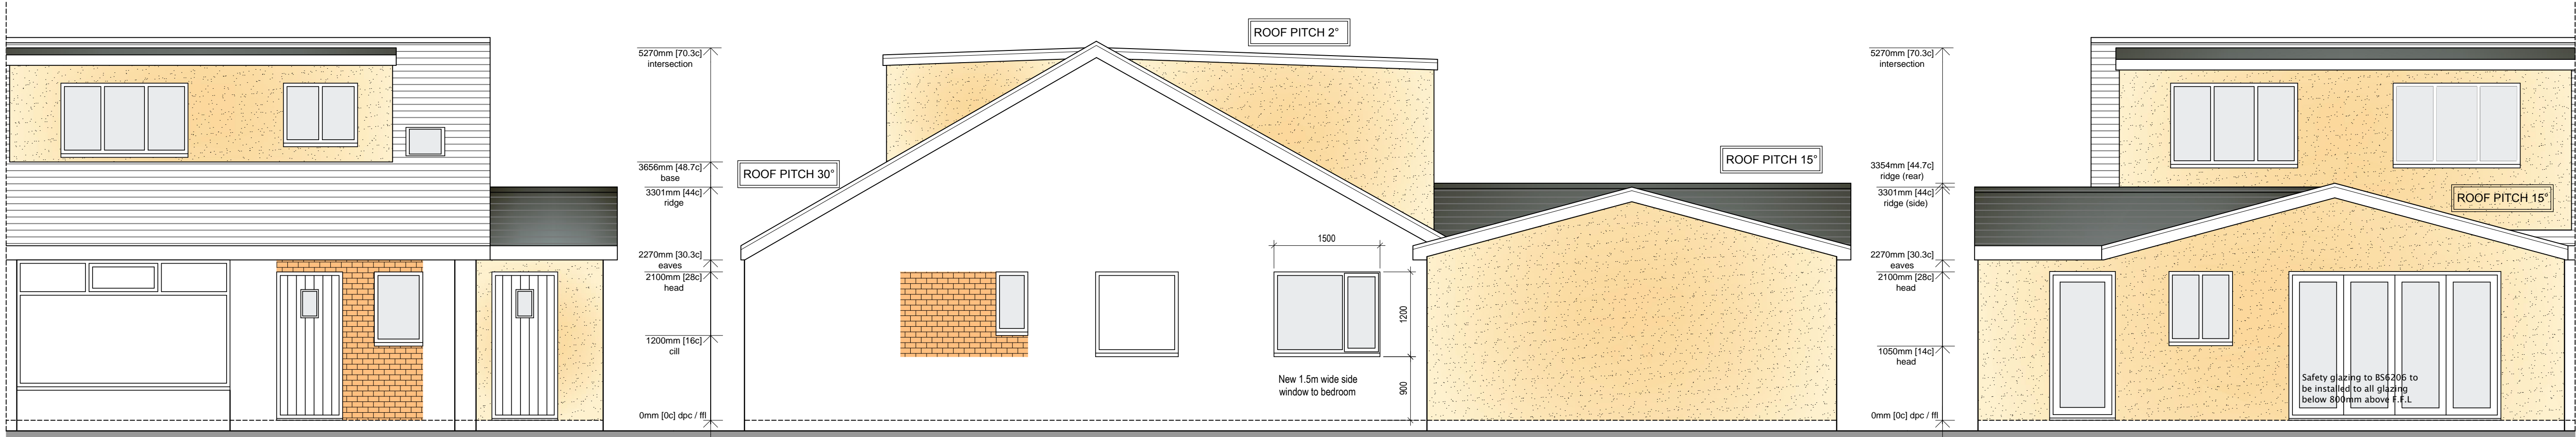 5270mm [70.3c]
intersection
3656mm [48.7c]
base
3301mm [44c]
ridge
2270mm [30.3c]
eaves
2100mm [28c]
head
1200mm [16c]
cill
0mm [0c] dpc / ffl
ROOF PITCH 2°
ROOF PITCH 30°
ROOF PITCH 15°
1500
1200
900
New 1.5m wide side
window to bedroom
5270mm [70.3c]
intersection
3354mm [44.7c]
ridge (rear)
3301mm [44c]
ridge (side)
2270mm [30.3c]
eaves
2100mm [28c]
head
1050mm [14c]
head
0mm [0c] dpc / ffl
ROOF PITCH 15°
Safety glazing to BS6206 to
be installed to all glazing
below 800mm above F.F.L